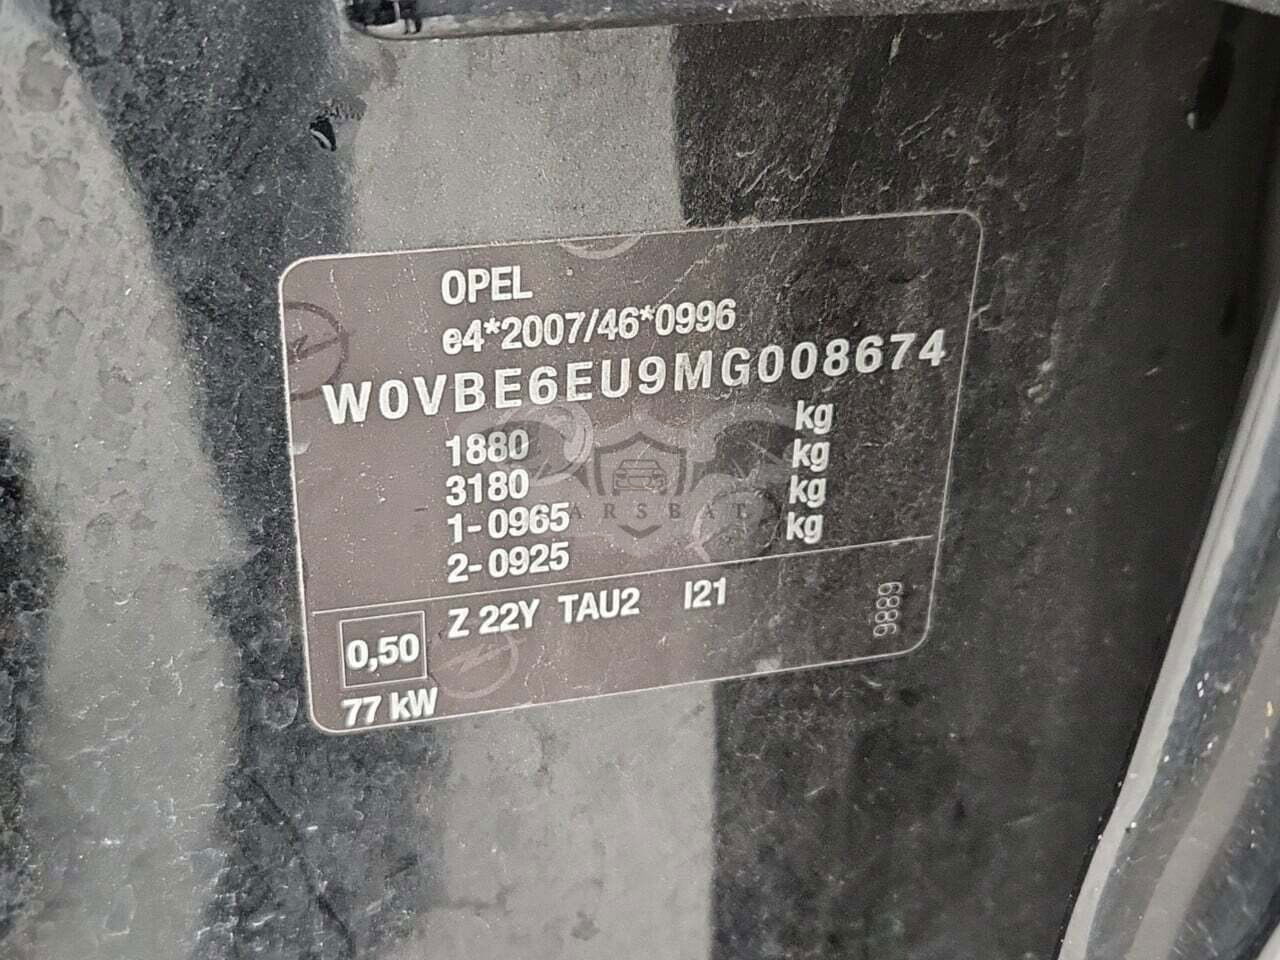 OPEL
e4*2007/46*0996
W0VBE6EU9MG008674
1880 kg
3180 kg
1-0965 kg
2-0925 kg
0,50 Z 22Y TAU2 I21
77 kW
9889
ARSEAT